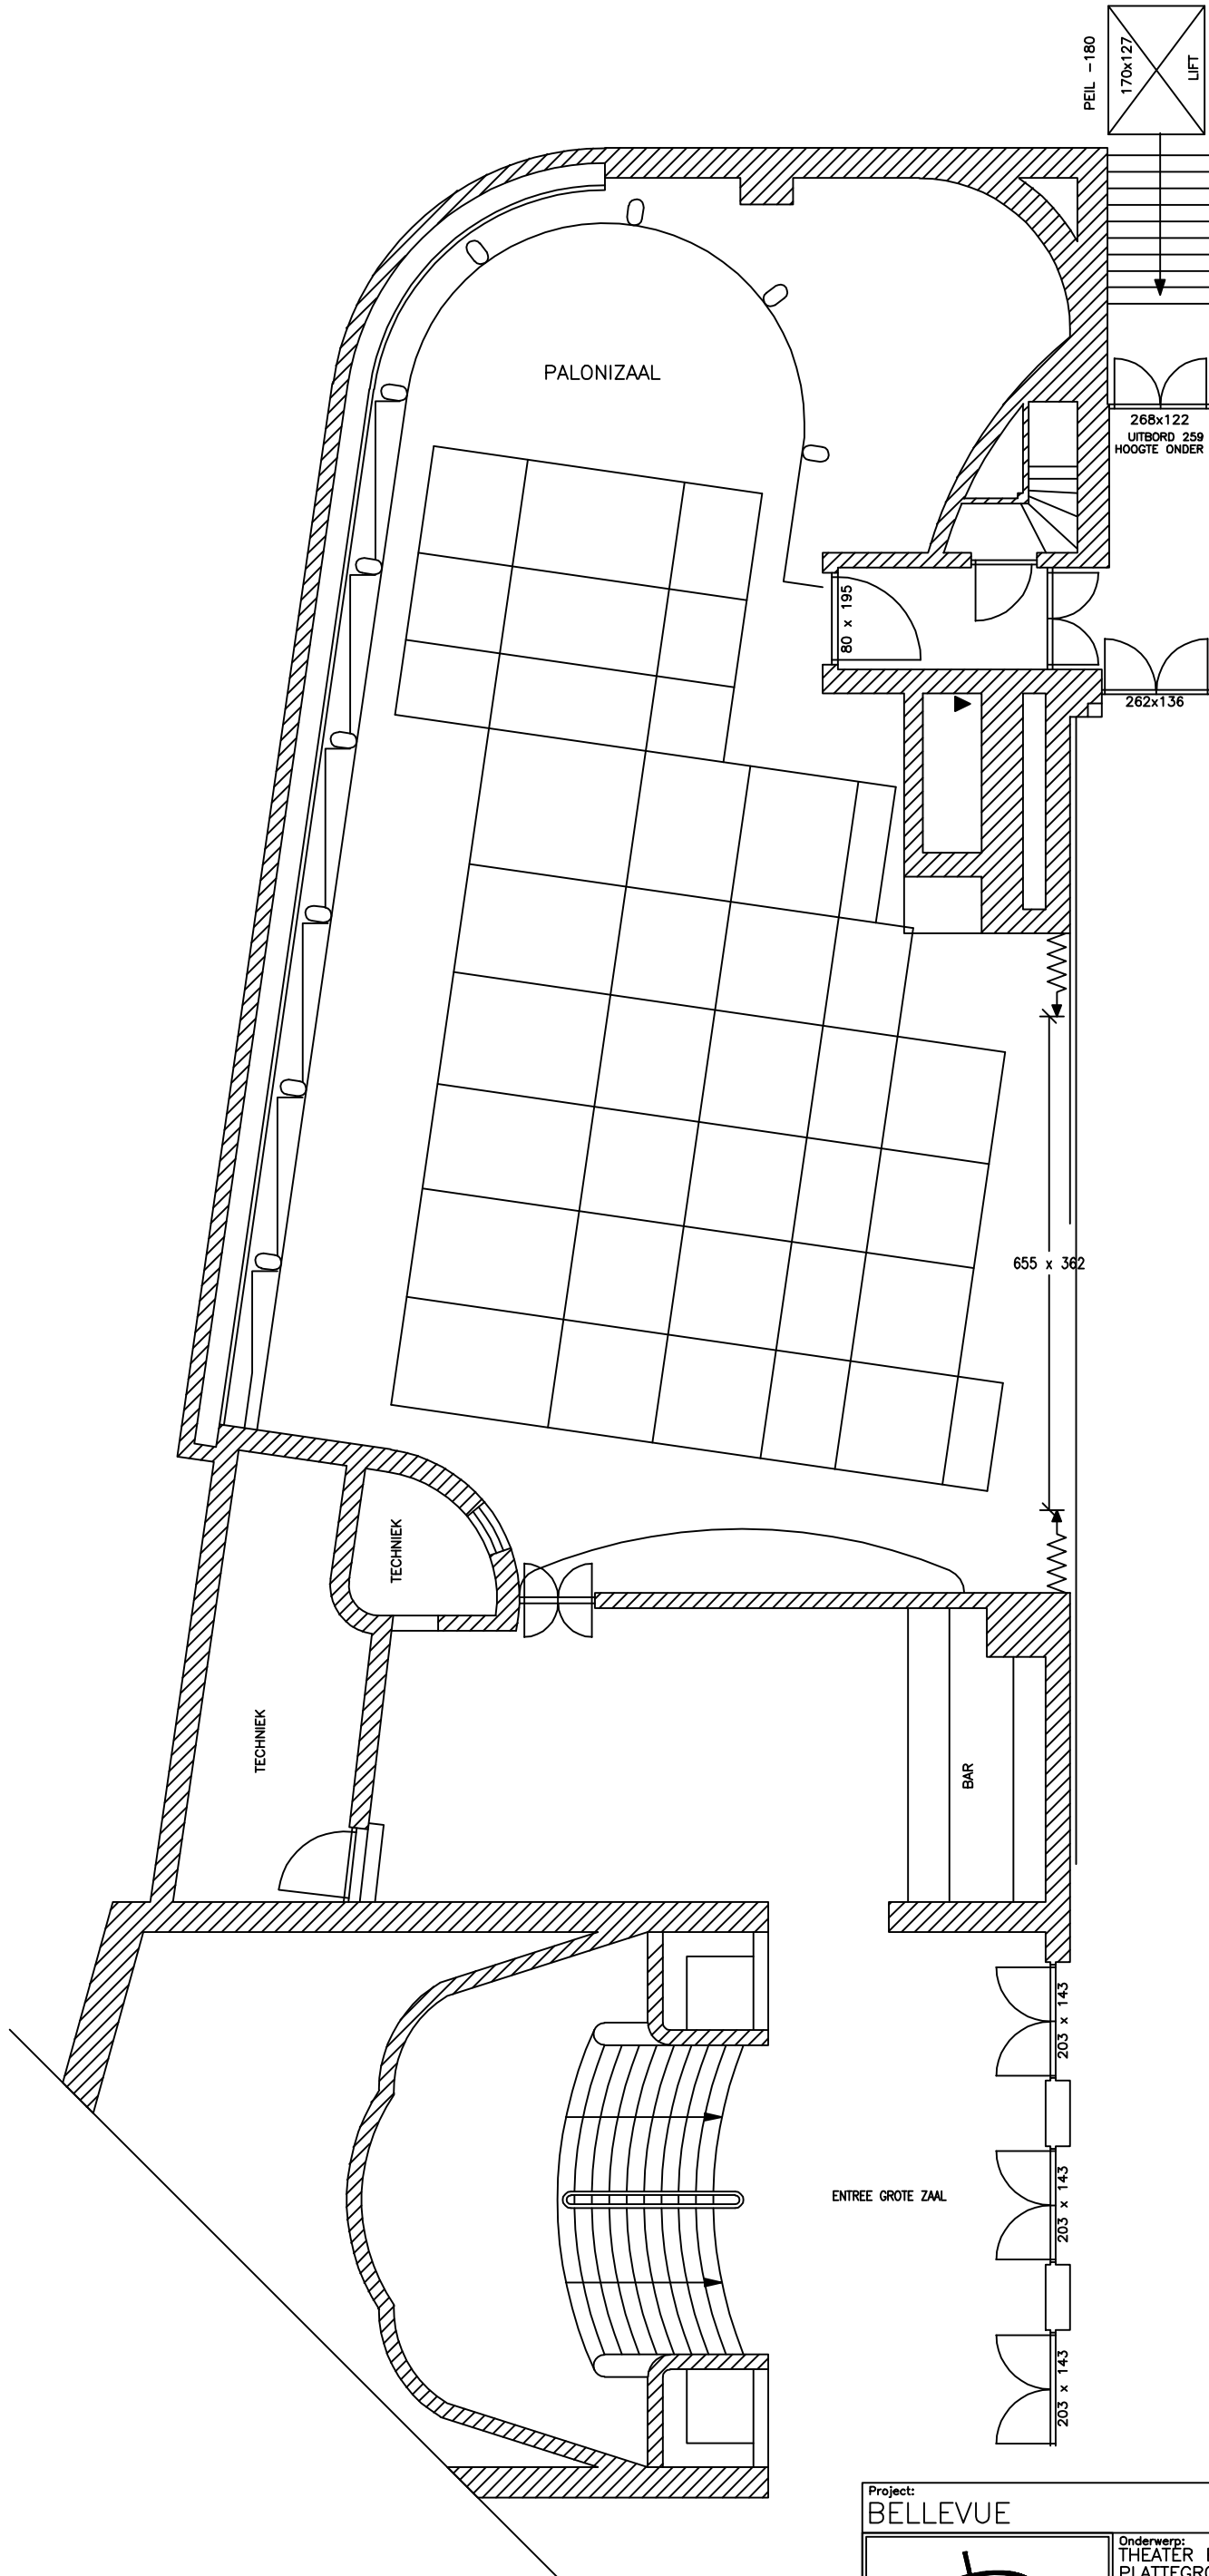 PEIL -180
170x127
LIFT
PALONIZAAL
268x122
UITBORD 259
HOOGTE ONDER
80 x 195
262x136
655 x 362
TECHNIEK
TECHNIEK
BAR
203 x 143
ENTREE GROTE ZAAL
203 x 143
203 x 143
Project:
BELLEVUE
Onderwerp:
THEATER